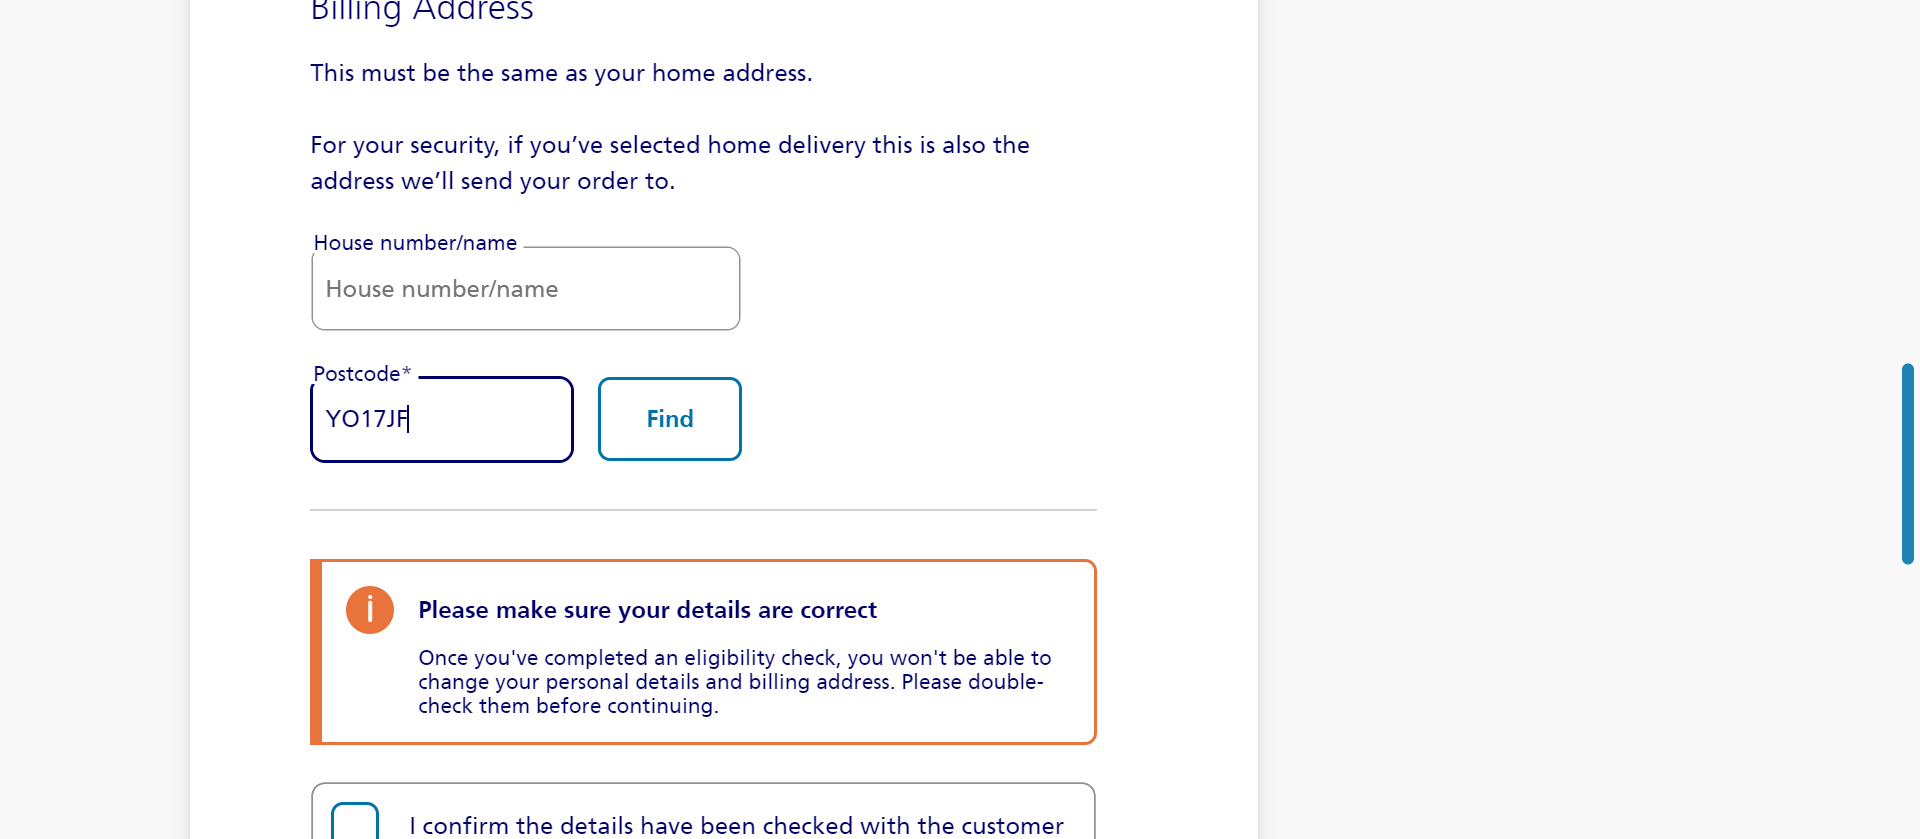 Billing Address
This must be the same as your home address.
For your security, if you’ve selected home delivery this is also the
address we’ll send your order to.
House number/name
House number/name
Postcode*
YO17JF
Find
Please make sure your details are correct
Once you've completed an eligibility check, you won't be able to
change your personal details and billing address. Please double-
check them before continuing.
I confirm the details have been checked with the customer